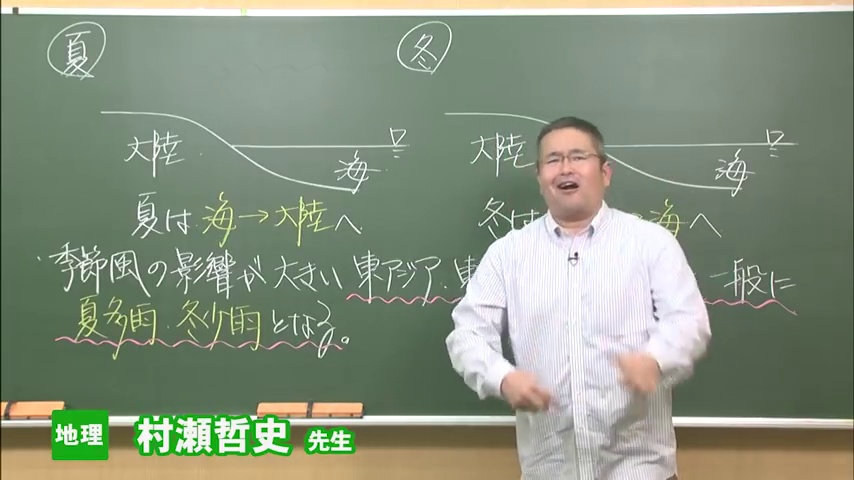 夏
冬
大陸
海
大陸
海
夏は 海→大陸へ
冬は 海へ
・季節風の影響が大きい 東アジア・東 一般に
夏多雨・冬少雨となる。
地理 村瀬哲史 先生